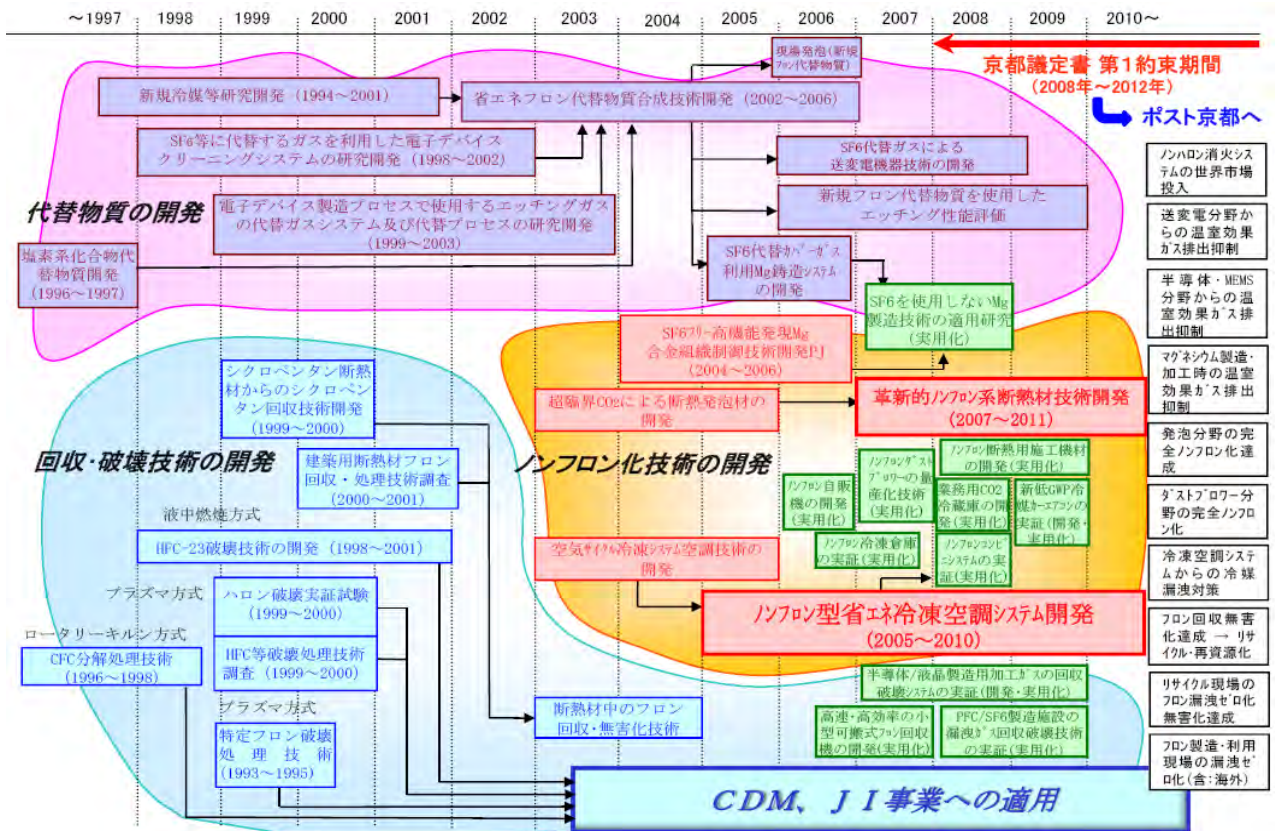 ～1997 1998 1999 2000 2001 2002 2003 2004 2005 2006 2007 2008 2009 2010～
京都議定書 第1約束期間
(2008年～2012年)
ポスト京都へ
現場発泡(新規
フロン代替物質)
新規冷媒等研究開発 (1994～2001)
省エネフロン代替物質合成技術開発 (2002～2006)
SF6等に代替するガスを利用した電子デバイス
クリーニングシステムの研究開発 (1998～2002)
SF6代替ガスによる
送変電機器技術の開発
代替物質の開発
電子デバイス製造プロセスで使用するエッチングガス
の代替ガスシステム及び代替プロセスの研究開発
(1999～2003)
新規フロン代替物質を使用した
エッチング性能評価
塩素系化合物代
替物質開発
(1996～1997)
SF6代替カバーガス
利用Mg鋳造システム
の開発
SF6を使用しないMg
製造技術の適用研究
(実用化)
SF6フリー高機能発現Mg
合金組織制御技術開発PJ
(2004～2006)
シクロペンタン断熱
材からのシクロペン
タン回収技術開発
(1999～2000)
超臨界CO2による断熱発泡材の
開発
革新的ノンフロン系断熱材技術開発
(2007～2011)
回収・破壊技術の開発
建築用断熱材フロン
回収・処理技術調査
(2000～2001)
ノンフロン化技術の開発
ノンフロン断熱用施工機材
の開発(実用化)
ノンフロンダスト
ブロワーの量
産化技術
(実用化)
ノンフロン自販
機の開発
(実用化)
業務用CO2
冷蔵庫の開
発(実用化)
新低GWP冷
媒カーエアコンの
実証(開発・
実用化)
液中燃焼方式
HFC-23破壊技術の開発 (1998～2001)
空気サイクル冷凍システム空調技術の
開発
ノンフロン冷凍倉庫
の実証(実用化)
ノンフロンコンビ
ニシステムの実
証(実用化)
プラズマ方式
ハロン破壊実証試験
(1999～2000)
ノンフロン型省エネ冷凍空調システム開発
(2005～2010)
ロータリーキルン方式
CFC分解処理技術
(1996～1998)
HFC等破壊処理技術
調査 (1999～2000)
半導体/液晶製造用加工ガスの回収
破壊システムの実証(開発・実用化)
プラズマ方式
特定フロン破壊
処理技術
(1993～1995)
断熱材中のフロン
回収・無害化技術
高速・高効率の小
型可搬式フロン回収
機の開発(実用化)
PFC/SF6製造施設の
漏洩ガス回収破壊技術
の実証(実用化)
CDM、JI事業への適用
ノンハロン消火シス
テムの世界市場
投入
送変電分野か
らの温室効果
ガス排出抑制
半導体・MEMS
分野からの温
室効果ガス排
出抑制
マグネシウム製造・
加工時の温室
効果ガス排出
抑制
発泡分野の完
全ノンフロン化達
成
ダストブロワー分
野の完全ノンフロ
ン化
冷凍空調システ
ムからの冷媒
漏洩対策
フロン回収無害
化達成 → リサ
イクル・再資源化
リサイクル現場の
フロン漏洩ゼロ化
無害化達成
フロン製造・利用
現場の漏洩ゼ
ロ化(含:海外)